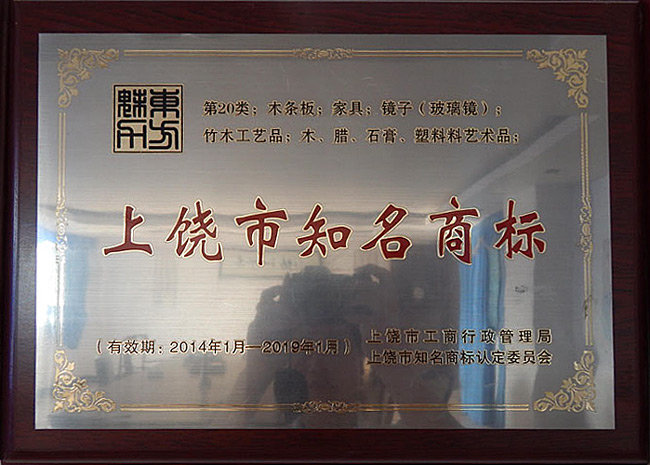 東方魅
第20类；木条板；家具；镜子（玻璃镜）；
竹木工艺品；木、腊、石膏、塑料料艺术品；
上饶市知名商标
（有效期：2014年1月—2019年1月）
上饶市工商行政管理局
上饶市知名商标认定委员会